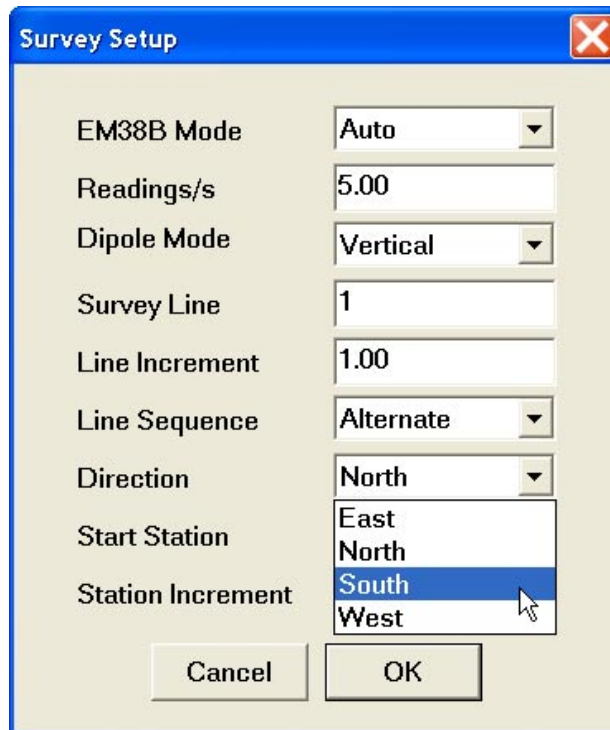 Survey Setup
EM38B Mode Auto
Readings/s 5.00
Dipole Mode Vertical
Survey Line 1
Line Increment 1.00
Line Sequence Alternate
Direction North
East
Start Station
North
South
Station Increment
West
Cancel OK